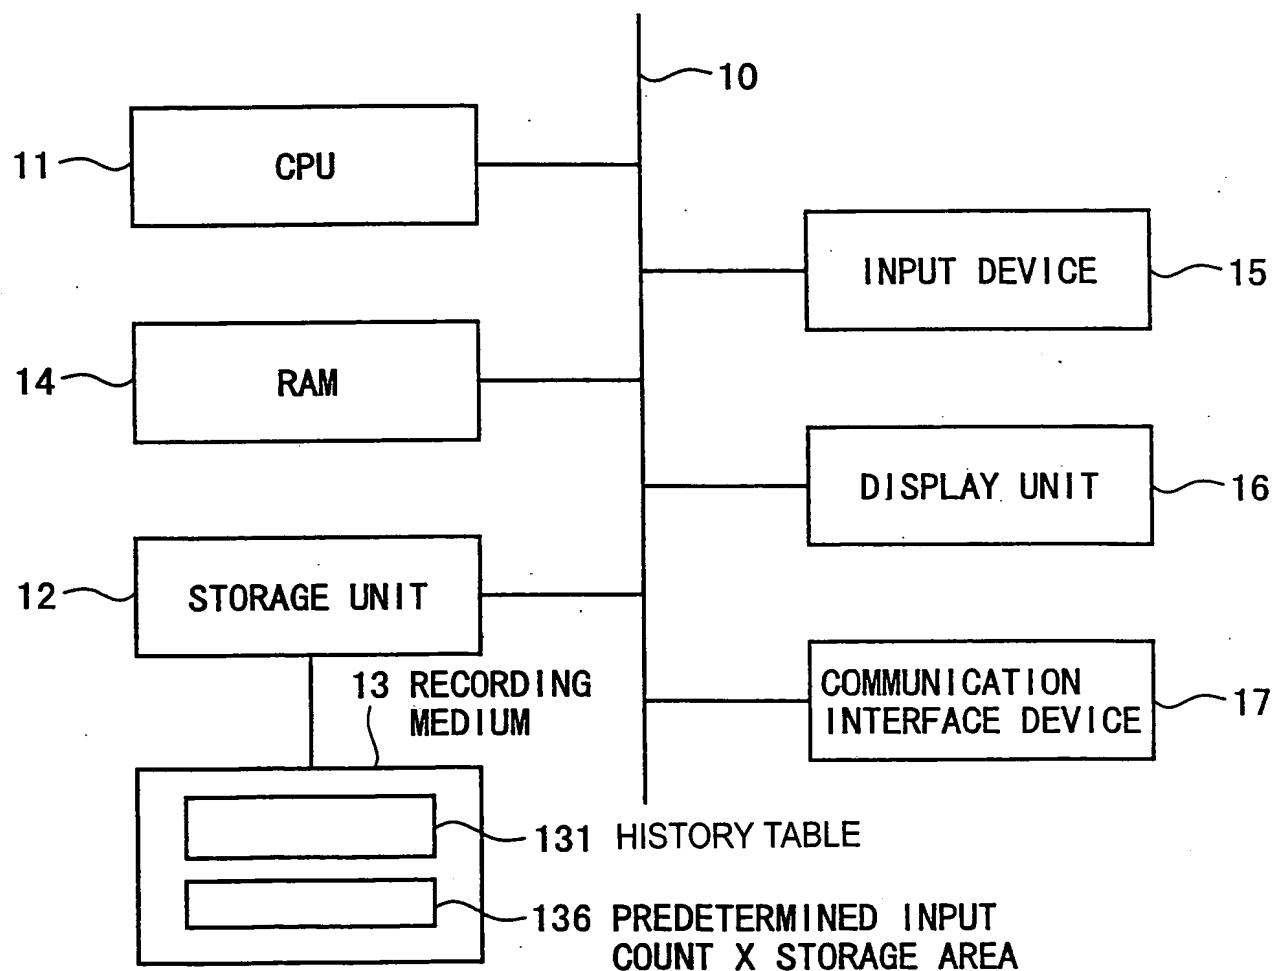 10
11 CPU
INPUT DEVICE 15
14 RAM
DISPLAY UNIT 16
12 STORAGE UNIT
13 RECORDING
MEDIUM
COMMUNICATION
INTERFACE DEVICE 17
131 HISTORY TABLE
136 PREDETERMINED INPUT
COUNT X STORAGE AREA